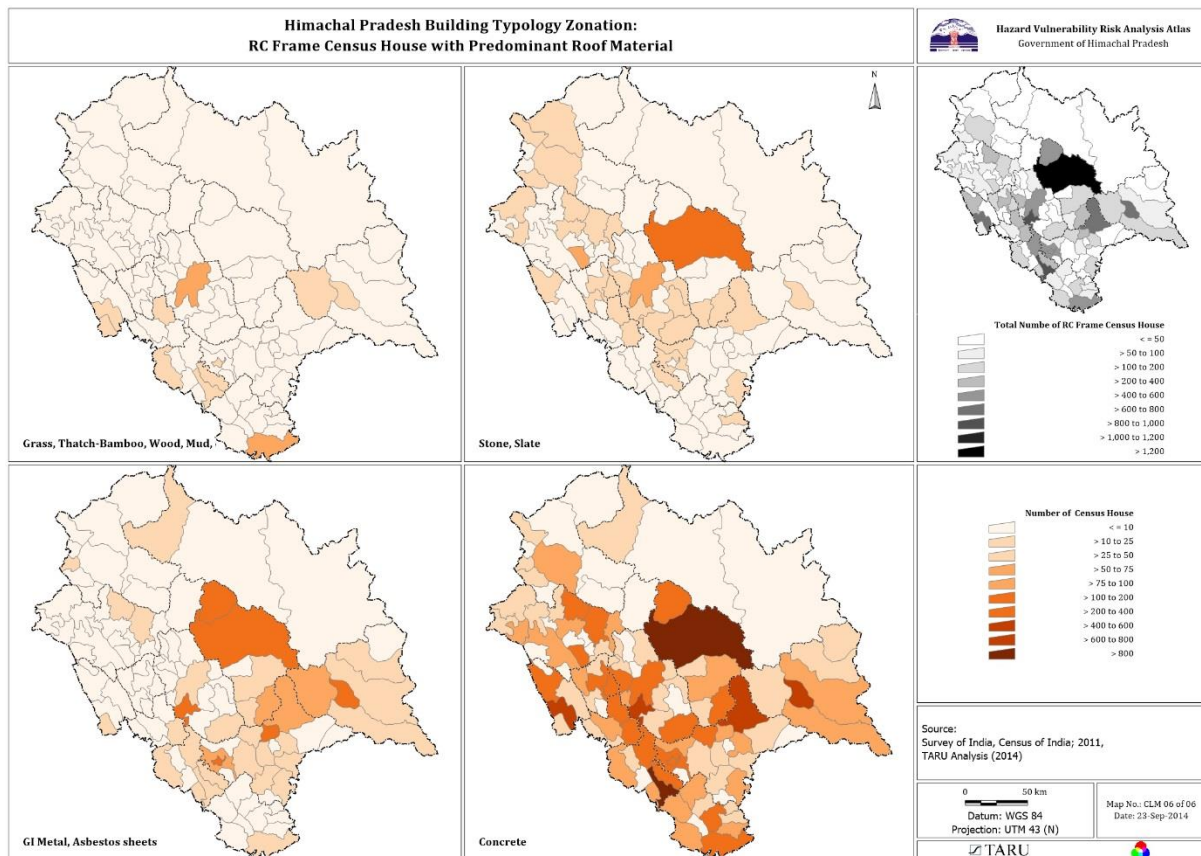 Himachal Pradesh Building Typology Zonation:
RC Frame Census House with Predominant Roof Material
Hazard Vulnerability Risk Analysis Atlas
Government of Himachal Pradesh
N
Grass, Thatch-Bamboo, Wood, Mud,
Stone, Slate
Total Numbe of RC Frame Census House
< = 50
> 50 to 100
> 100 to 200
> 200 to 400
> 400 to 600
> 600 to 800
> 800 to 1,000
> 1,000 to 1,200
> 1,200
GI Metal, Asbestos sheets
Concrete
Number of Census House
< = 10
> 10 to 25
> 25 to 50
> 50 to 75
> 75 to 100
> 100 to 200
> 200 to 400
> 400 to 600
> 600 to 800
> 800
Source:
Survey of India, Census of India; 2011,
TARU Analysis (2014)
0 50 km
Datum: WGS 84
Projection: UTM 43 (N)
Map No.: CLM 06 of 06
Date: 23-Sep-2014
TARU